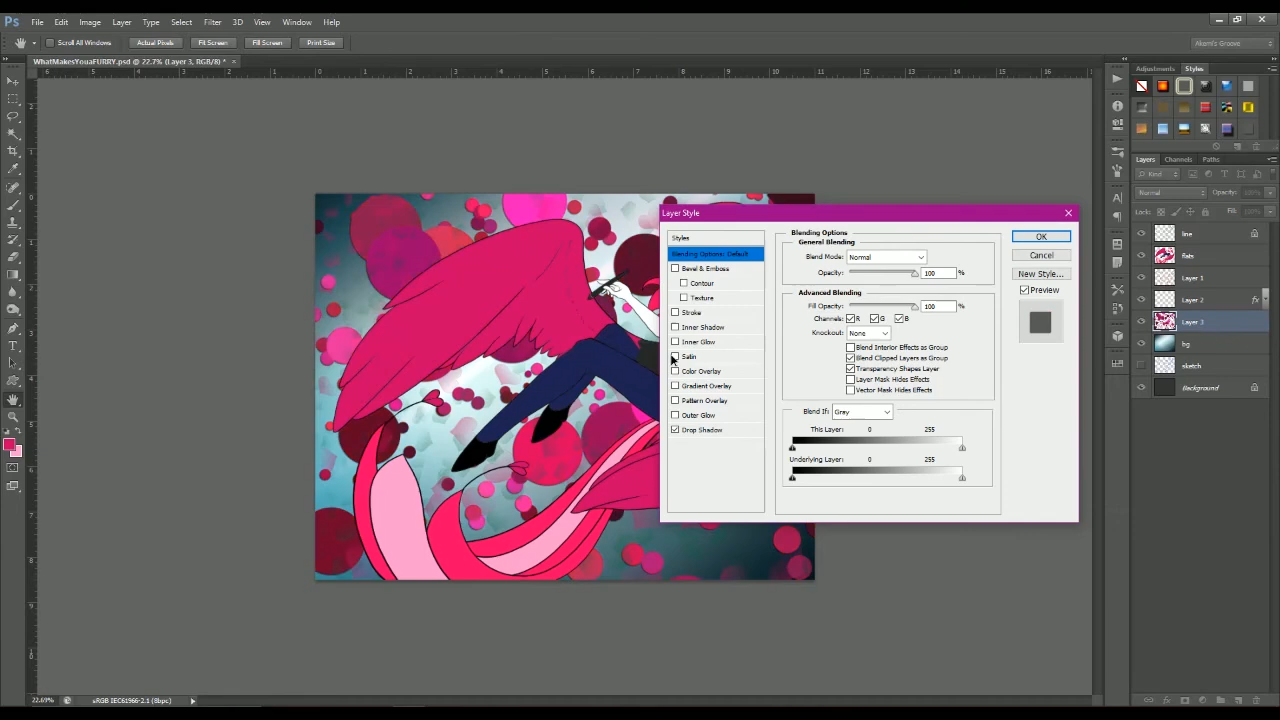 Ps File Edit Image Layer Type Select Filter 3D View Window Help
Scroll All Windows Actual Pixels Fit Screen Fill Screen Print Size Akemi's Groove
WhatMakesYouaFURRY.psd @ 22.7% (Layer 3, RGB/8) *
Adjustments Styles
Layers Channels Paths
Kind
Normal Opacity: 100%
Lock: Fill: 100%
line
flats
Layer 1
Layer 2 fx
Layer 3
bg
sketch
Background
Layer Style
Styles
Blending Options: Default
Bevel & Emboss
Contour
Texture
Stroke
Inner Shadow
Inner Glow
Satin
Color Overlay
Gradient Overlay
Pattern Overlay
Outer Glow
Drop Shadow
Blending Options
General Blending
Blend Mode: Normal
Opacity: 100 %
Advanced Blending
Fill Opacity: 100 %
Channels: R G B
Knockout: None
Blend Interior Effects as Group
Blend Clipped Layers as Group
Transparency Shapes Layer
Layer Mask Hides Effects
Vector Mask Hides Effects
Blend If: Gray
This Layer: 0 255
Underlying Layer: 0 255
OK
Cancel
New Style...
Preview
22.69% sRGB IEC61966-2.1 (8bpc)